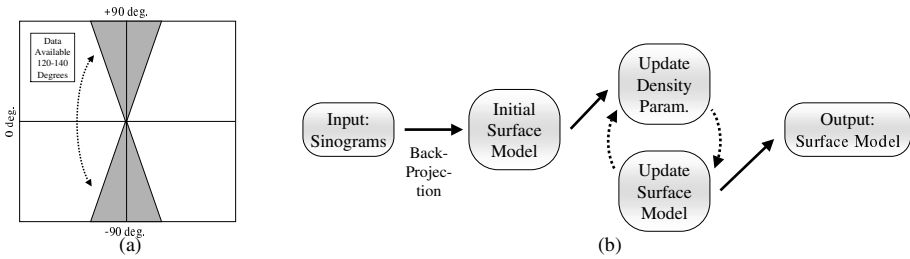 +90 deg.
Data
Available
120-140
Degrees
0 deg.
-90 deg.
(a)
Input:
Sinograms
Back-
Projec-
tion
Initial
Surface
Model
Update
Density
Param.
Update
Surface
Model
Output:
Surface Model
(b)